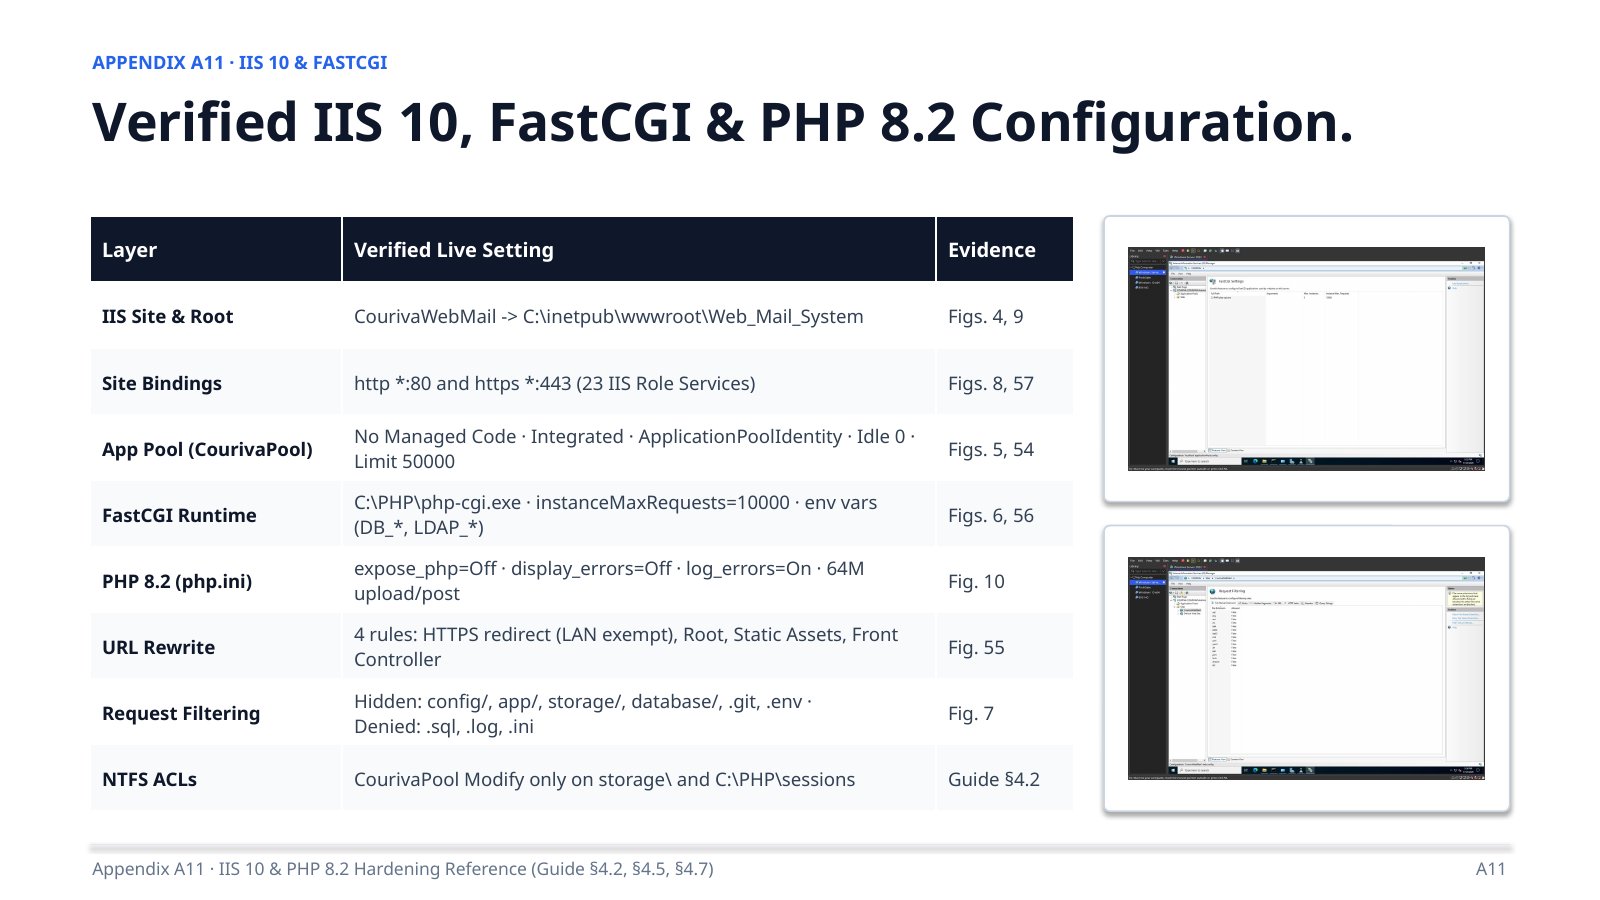 APPENDIX A11 · IIS 10 & FASTCGI
Verified IIS 10, FastCGI & PHP 8.2 Configuration.
Layer
Verified Live Setting
Evidence
IIS Site & Root
CourivaWebMail -> C:\inetpub\wwwroot\Web_Mail_System
Figs. 4, 9
Site Bindings
http *:80 and https *:443 (23 IIS Role Services)
Figs. 8, 57
App Pool (CourivaPool)
No Managed Code · Integrated · ApplicationPoolIdentity · Idle 0 ·
Limit 50000
Figs. 5, 54
FastCGI Runtime
C:\PHP\php-cgi.exe · instanceMaxRequests=10000 · env vars
(DB_*, LDAP_*)
Figs. 6, 56
PHP 8.2 (php.ini)
expose_php=Off · display_errors=Off · log_errors=On · 64M
upload/post
Fig. 10
URL Rewrite
4 rules: HTTPS redirect (LAN exempt), Root, Static Assets, Front
Controller
Fig. 55
Request Filtering
Hidden: config/, app/, storage/, database/, .git, .env ·
Denied: .sql, .log, .ini
Fig. 7
NTFS ACLs
CourivaPool Modify only on storage\ and C:\PHP\sessions
Guide §4.2
FastCGI Settings
Request Filtering
Appendix A11 · IIS 10 & PHP 8.2 Hardening Reference (Guide §4.2, §4.5, §4.7)
A11